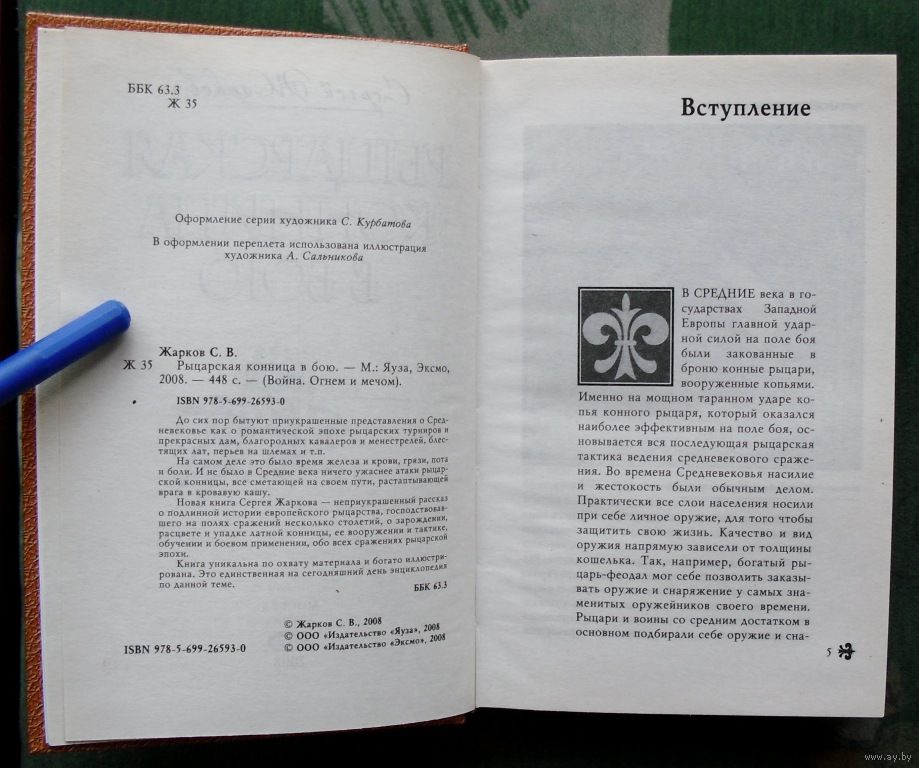 ББК 63.3
Ж 35
Оформление серии художника С. Курбатова
В оформлении переплета использована иллюстрация
художника А. Сальникова
Жарков С. В.
Ж 35 Рыцарская конница в бою. — М.: Яуза, Эксмо,
2008. — 448 с. — (Война. Огнем и мечом).
ISBN 978-5-699-26593-0
До сих пор бытуют приукрашенные представления о Сред-
невековье как о романтической эпохе рыцарских турниров и
прекрасных дам, благородных кавалеров и менестрелей, блес-
тящих лат, перьев на шлемах и т.п.
На самом деле это было время железа и крови, грязи, пота
и боли. И не было в Средние века ничего ужаснее атаки рыцар-
ской конницы, все сметающей на своем пути, растаптывающей
врага в кровавую кашу.
Новая книга Сергея Жаркова — неприукрашенный рассказ
о подлинной истории европейского рыцарства, господствовав-
шего на полях сражений несколько столетий, о зарождении,
расцвете и упадке латной конницы, ее вооружении и тактике,
обучении и боевом применении, обо всех сражениях рыцарской
эпохи.
Книга уникальна по охвату материала и богато иллюстри-
рована. Это единственная на сегодняшний день энциклопедия
по данной теме.
ББК 63.3
© Жарков С. В., 2008
© ООО «Издательство «Яуза», 2008
ISBN 978-5-699-26593-0 © ООО «Издательство «Эксмо», 2008
Вступление
В СРЕДНИЕ века в го-
сударствах Западной
Европы главной удар-
ной силой на поле боя
были закованные в
броню конные рыцари,
вооруженные копьями.
Именно на мощном таранном ударе ко-
пья конного рыцаря, который оказался
наиболее эффективным на поле боя, ос-
новывается вся последующая рыцарская
тактика ведения средневекового сраже-
ния. Во времена Средневековья насилие
и жестокость были обычным делом.
Практически все слои населения носили
при себе личное оружие, для того чтобы
защитить свою жизнь. Качество и вид
оружия напрямую зависели от толщины
кошелька. Так, например, богатый ры-
царь-феодал мог себе позволить заказы-
вать оружие и снаряжение у самых зна-
менитых оружейников своего времени.
Рыцари и воины со средним достатком в
основном подбирали себе оружие и сна-
5
www.ay.by